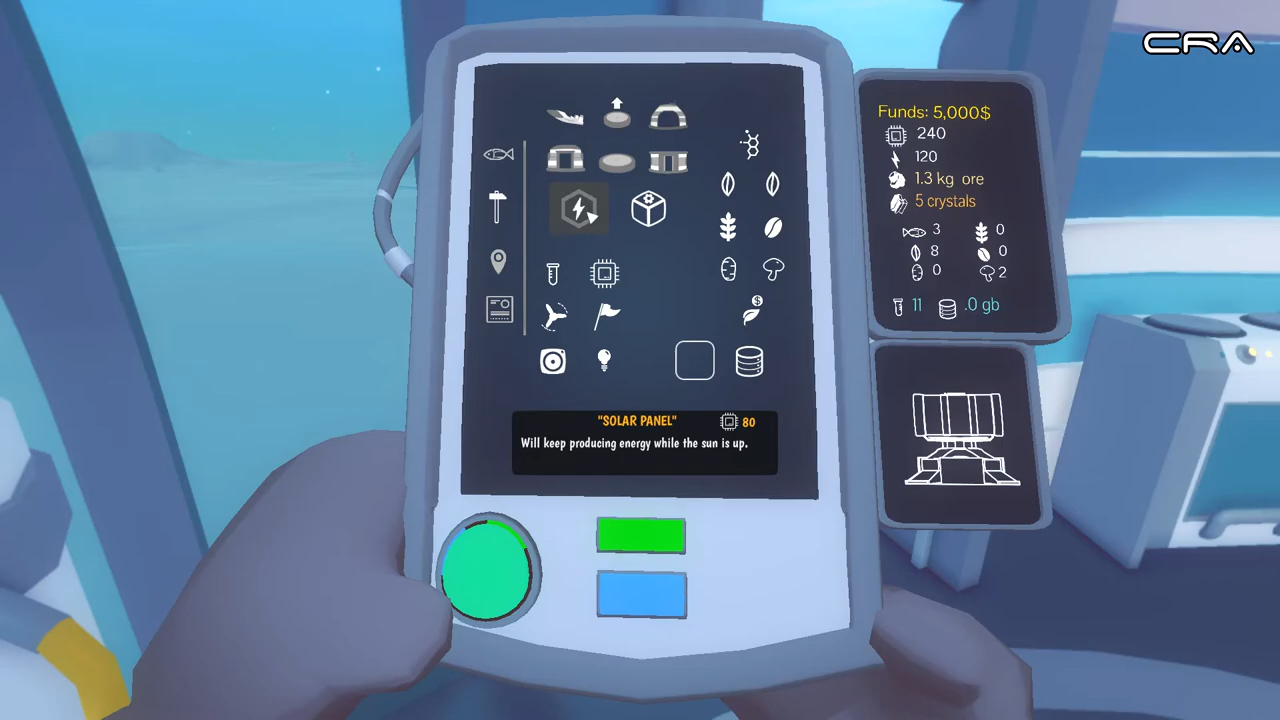 CRA
Funds: 5,000$
240
120
1.3 kg ore
5 crystals
3 0
8 0
0 2
11 .0 gb
"SOLAR PANEL" 80
Will keep producing energy while the sun is up.